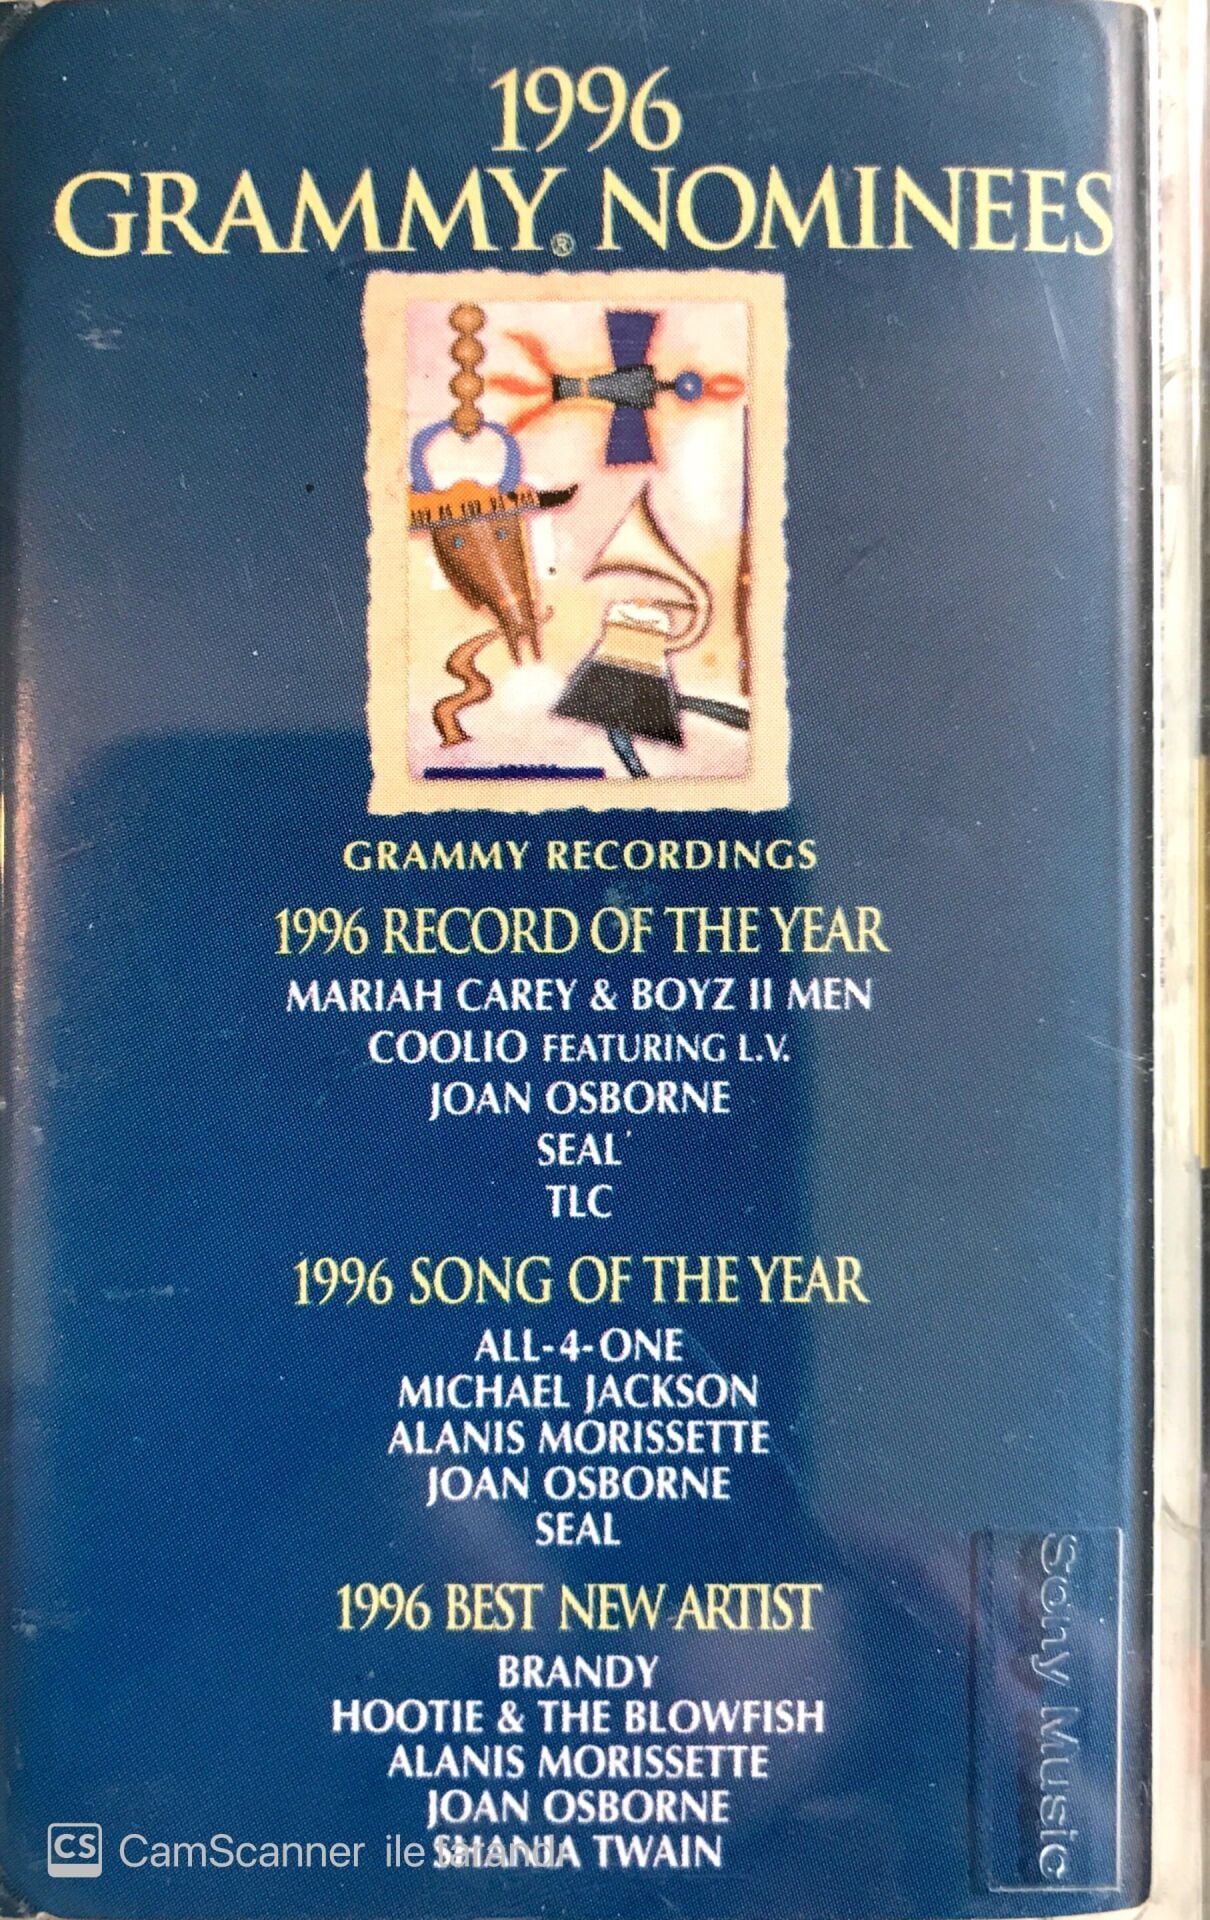 1996
GRAMMY® NOMINEES
GRAMMY RECORDINGS
1996 RECORD OF THE YEAR
MARIAH CAREY & BOYZ II MEN
COOLIO FEATURING L.V.
JOAN OSBORNE
SEAL
TLC
1996 SONG OF THE YEAR
ALL-4-ONE
MICHAEL JACKSON
ALANIS MORISSETTE
JOAN OSBORNE
SEAL
1996 BEST NEW ARTIST
BRANDY
HOOTIE & THE BLOWFISH
ALANIS MORISSETTE
JOAN OSBORNE
SHANIA TWAIN
CS CamScanner ile tarandı
Sony Music